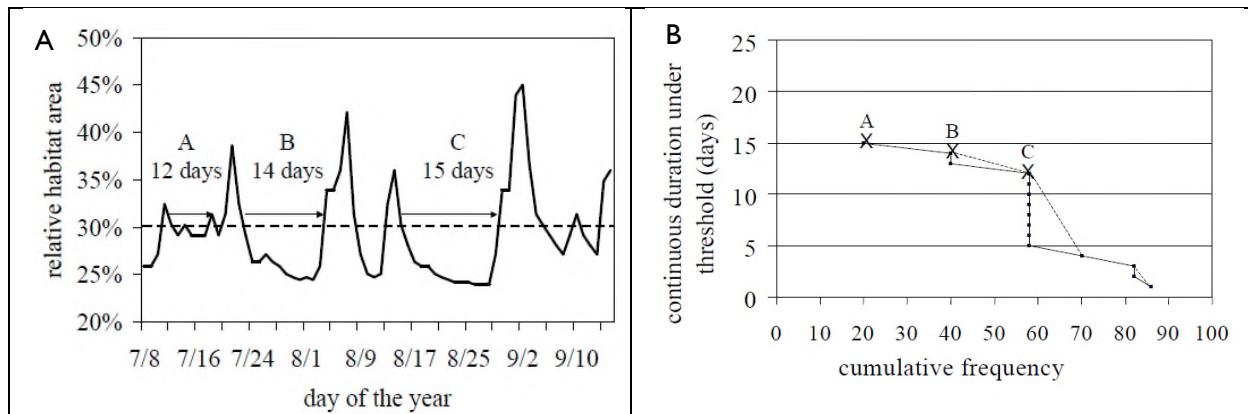 A
50%
45%
40%
35%
30%
25%
20%
relative habitat area
A
12 days
B
14 days
C
15 days
7/8 7/16 7/24 8/1 8/9 8/17 8/25 9/2 9/10
day of the year
B
25
20
15
10
5
0
continuous duration under
threshold (days)
A
B
C
0 10 20 30 40 50 60 70 80 90 100
cumulative frequency